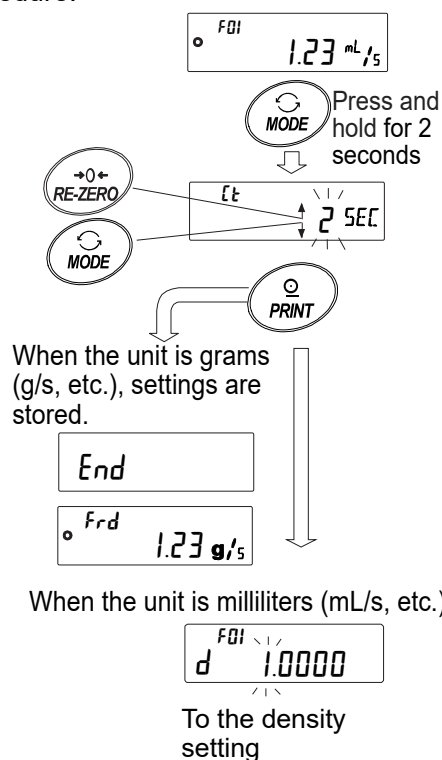 F01
1.23 mL/s
MODE
Press and
hold for 2
seconds
→0←
RE-ZERO
Ct
2 SEC
MODE
PRINT
When the unit is grams
(g/s, etc.), settings are
stored.
End
Frd
1.23 g/s
When the unit is milliliters (mL/s, etc.)
F01
d 1.0000
To the density
setting